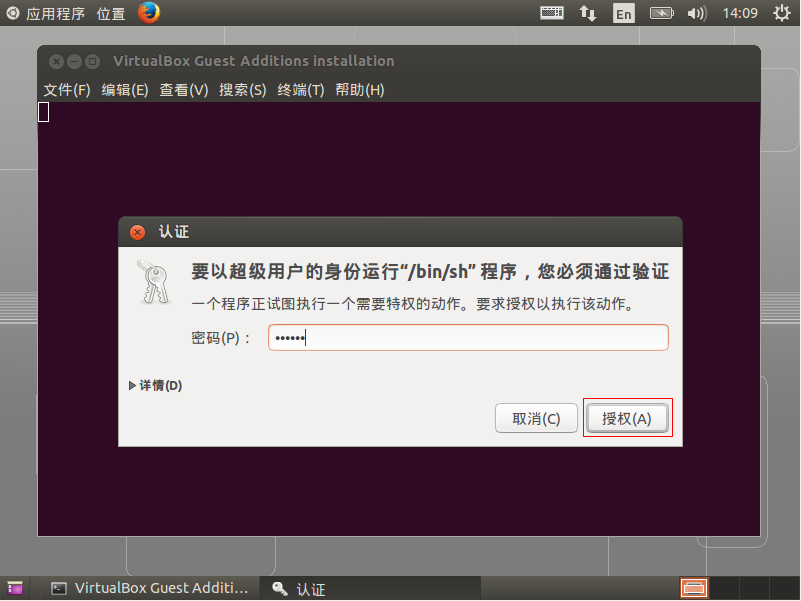 应用程序 位置 En 14:09
VirtualBox Guest Additions installation
文件(F) 编辑(E) 查看(V) 搜索(S) 终端(T) 帮助(H)
认证
要以超级用户的身份运行“/bin/sh” 程序，您必须通过验证
一个程序正试图执行一个需要特权的动作。要求授权以执行该动作。
密码(P)： ••••••
详情(D)
取消(C) 授权(A)
VirtualBox Guest Additi... 认证